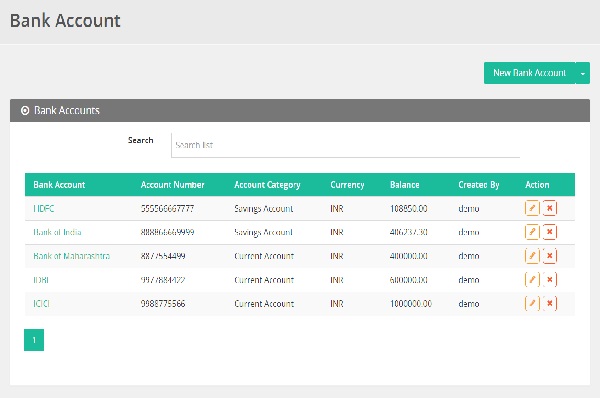 Bank Account
New Bank Account
Bank Accounts
Search Search list
Bank Account Account Number Account Category Currency Balance Created By Action
HDFC 555566667777 Savings Account INR 108850.00 demo
Bank of India 888866669999 Savings Account INR 406237.30 demo
Bank of Maharashtra 8877554499 Current Account INR 400000.00 demo
IDBI 9977884422 Current Account INR 600000.00 demo
ICICI 9988775566 Current Account INR 1000000.00 demo
1